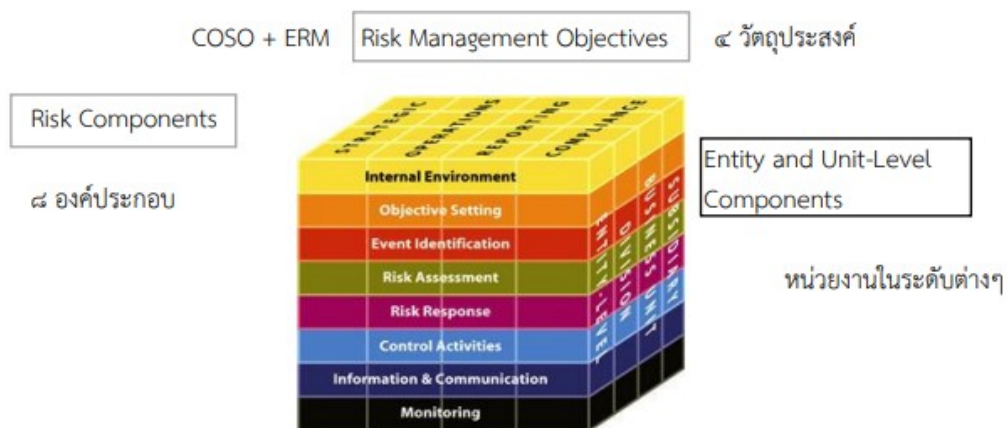 COSO + ERM
Risk Management Objectives
๔ วัตถุประสงค์
Risk Components
๘ องค์ประกอบ
STRATEGIC
OPERATIONS
REPORTING
COMPLIANCE
Internal Environment
Objective Setting
Event Identification
Risk Assessment
Risk Response
Control Activities
Information & Communication
Monitoring
ENTITY-LEVEL
DIVISION
BUSINESS UNIT
SUBSIDIARY
Entity and Unit-Level
Components
หน่วยงานในระดับต่างๆ